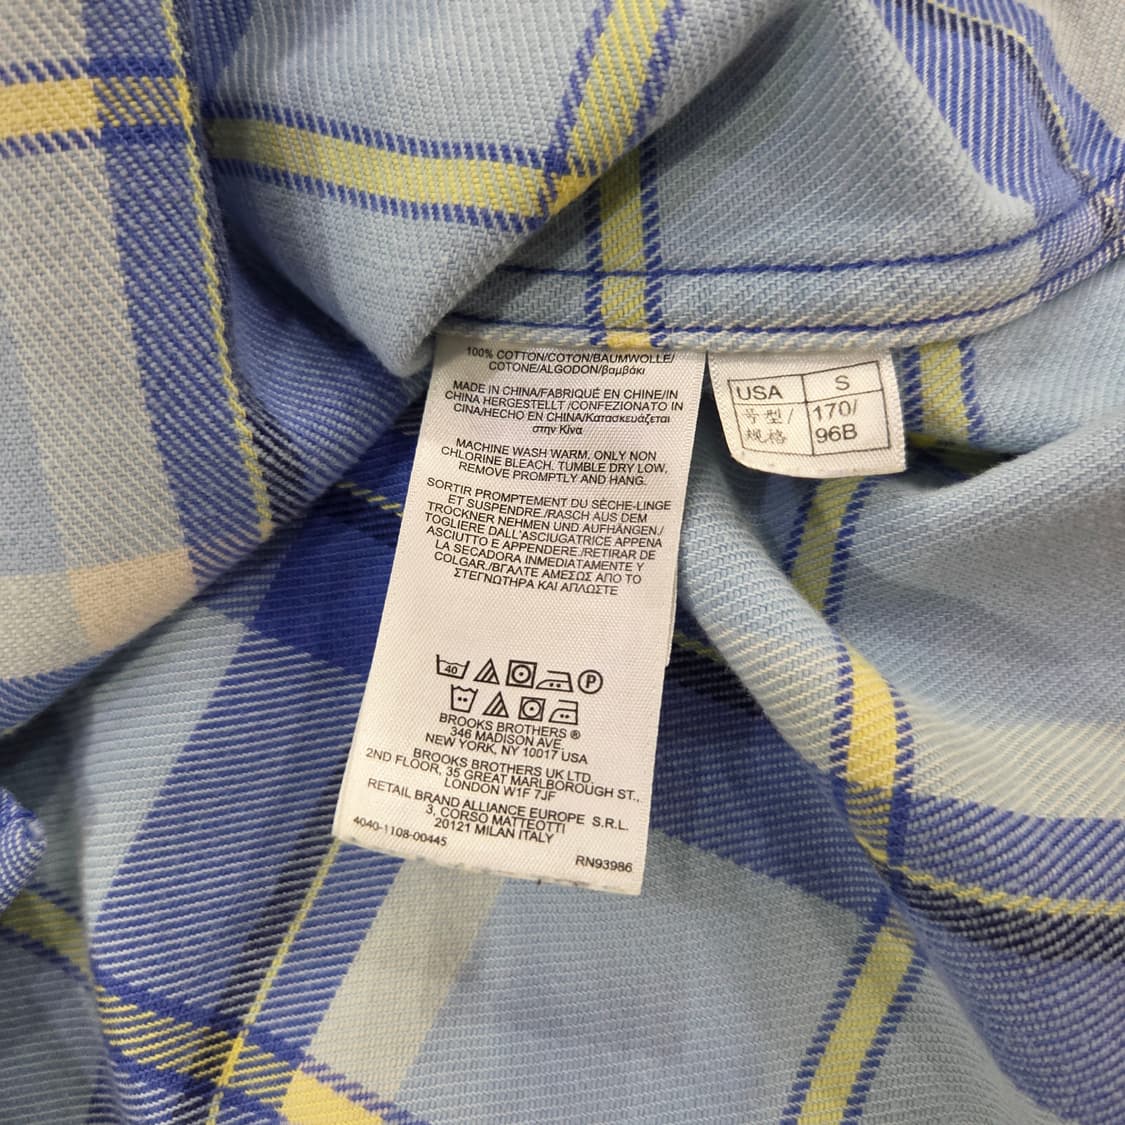 100% COTTON/COTON/BAUMWOLLE/
COTONE/ALGODON/βαμβάκι
MADE IN CHINA/FABRIQUÉ EN CHINE/IN
CHINA HERGESTELLT /CONFEZIONATO IN
CINA/HECHO EN CHINA/Κατασκευάζεται
στην Κίνα
MACHINE WASH WARM, ONLY NON
CHLORINE BLEACH. TUMBLE DRY LOW,
REMOVE PROMPTLY AND HANG.
SORTIR PROMPTEMENT DU SÈCHE-LINGE
ET SUSPENDRE./RASCH AUS DEM
TROCKNER NEHMEN UND AUFHÄNGEN./
TOGLIERE DALL'ASCIUGATRICE APPENA
ASCIUTTO E APPENDERE./RETIRAR DE
LA SECADORA INMEDIATAMENTE Y
COLGAR./ΒΓΑΛΤΕ ΑΜΕΣΩΣ ΑΠΟ ΤΟ
ΣΤΕΓΝΩΤΗΡΑ ΚΑΙ ΑΠΛΩΣΤΕ
40 P
BROOKS BROTHERS ®
346 MADISON AVE.
NEW YORK, NY 10017 USA
BROOKS BROTHERS UK LTD.
2ND FLOOR, 35 GREAT MARLBOROUGH ST.,
LONDON W1F 7JF
RETAIL BRAND ALLIANCE EUROPE S.R.L.
3, CORSO MATTEOTTI
20121 MILAN ITALY
4040-1108-00445
RN93986
USA S
号型/ 170/
规格 96B